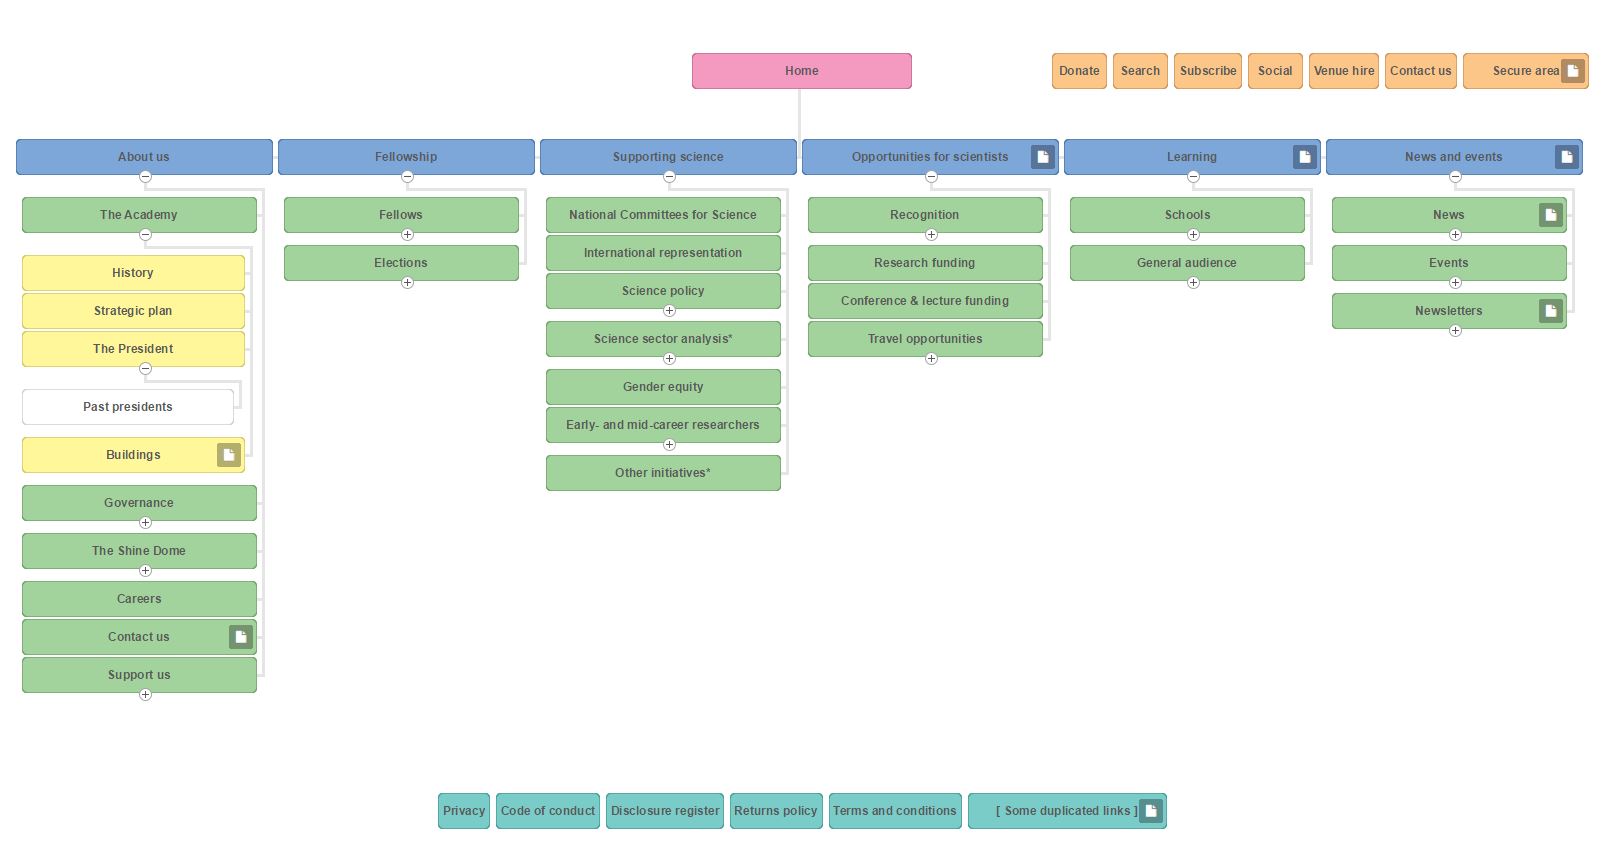 Home
Donate
Search
Subscribe
Social
Venue hire
Contact us
Secure area
About us
Fellowship
Supporting science
Opportunities for scientists
Learning
News and events
The Academy
History
Strategic plan
The President
Past presidents
Buildings
Governance
The Shine Dome
Careers
Contact us
Support us
Fellows
Elections
National Committees for Science
International representation
Science policy
Science sector analysis*
Gender equity
Early- and mid-career researchers
Other initiatives*
Recognition
Research funding
Conference & lecture funding
Travel opportunities
Schools
General audience
News
Events
Newsletters
Privacy
Code of conduct
Disclosure register
Returns policy
Terms and conditions
[ Some duplicated links ]